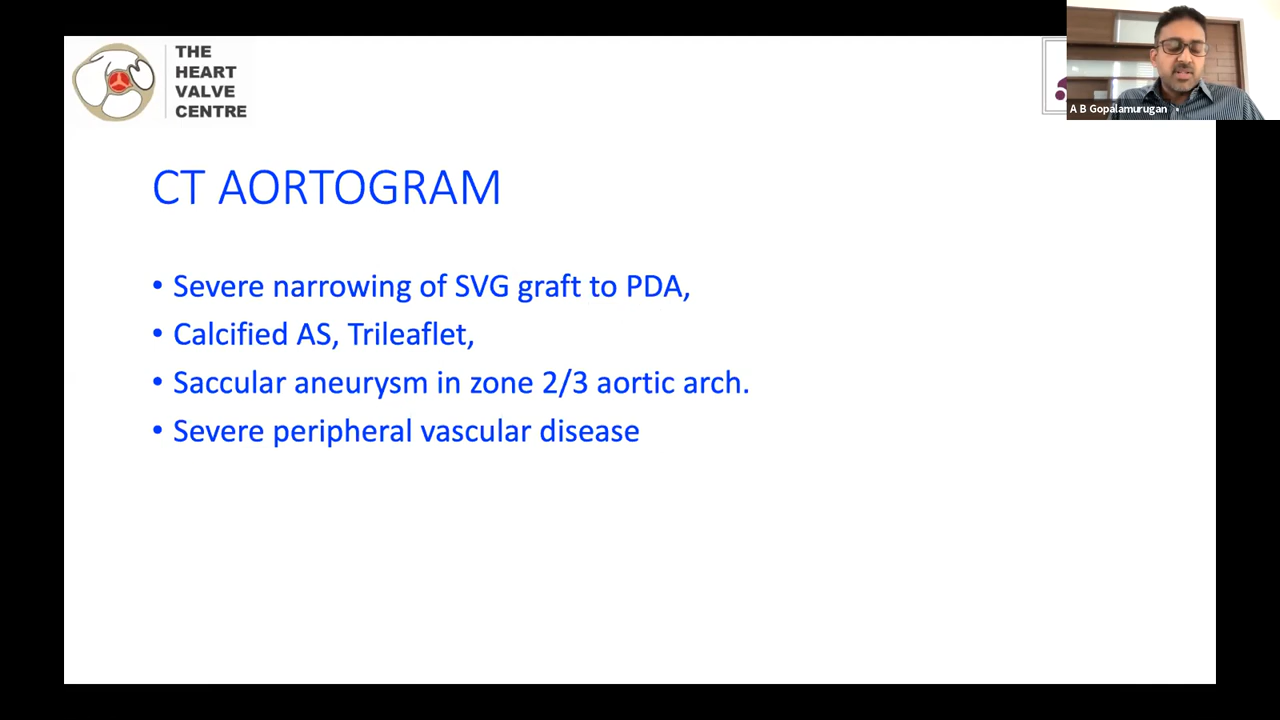 THE
HEART
VALVE
CENTRE
A B Gopalamurugan
CT AORTOGRAM
• Severe narrowing of SVG graft to PDA,
• Calcified AS, Trileaflet,
• Saccular aneurysm in zone 2/3 aortic arch.
• Severe peripheral vascular disease